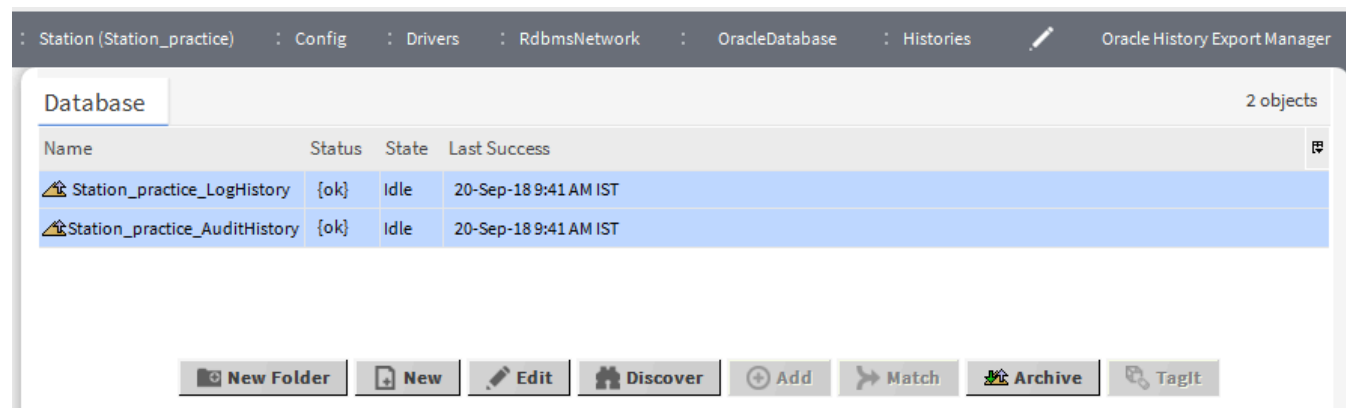 : Station (Station_practice) : Config : Drivers : RdbmsNetwork : OracleDatabase : Histories Oracle History Export Manager
Database 2 objects
Name Status State Last Success
Station_practice_LogHistory {ok} Idle 20-Sep-18 9:41 AM IST
Station_practice_AuditHistory {ok} Idle 20-Sep-18 9:41 AM IST
New Folder New Edit Discover Add Match Archive TagIt